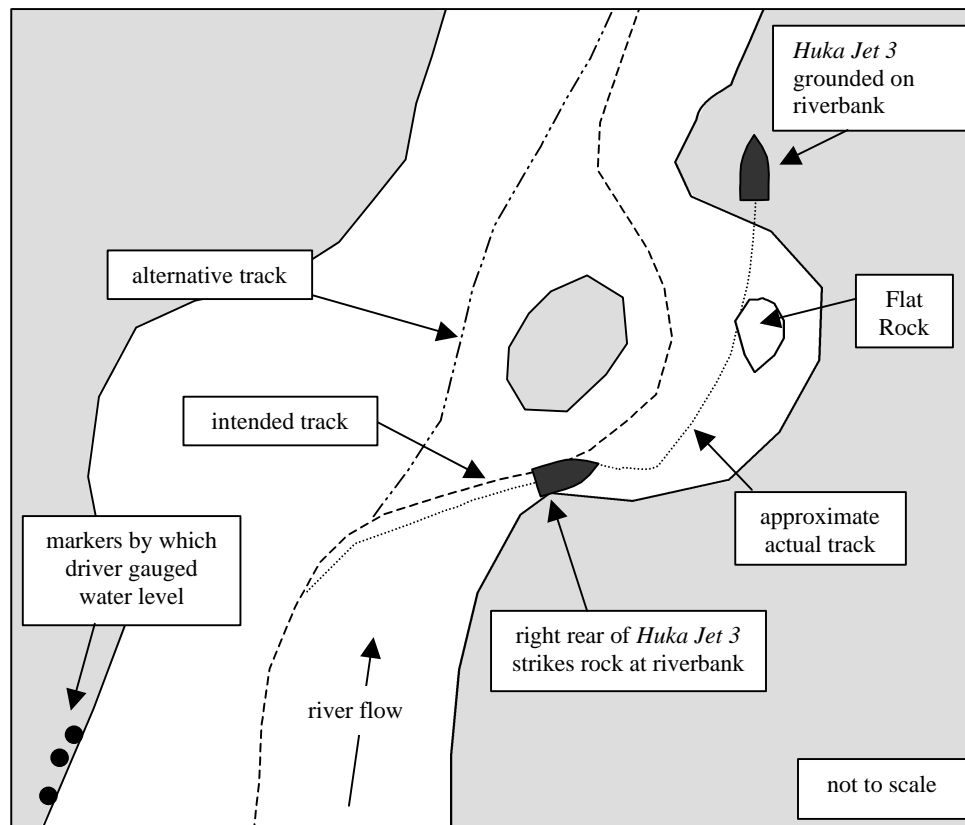 Huka Jet 3
grounded on
riverbank
alternative track
Flat
Rock
intended track
markers by which
driver gauged
water level
approximate
actual track
right rear of Huka Jet 3
strikes rock at riverbank
river flow
not to scale